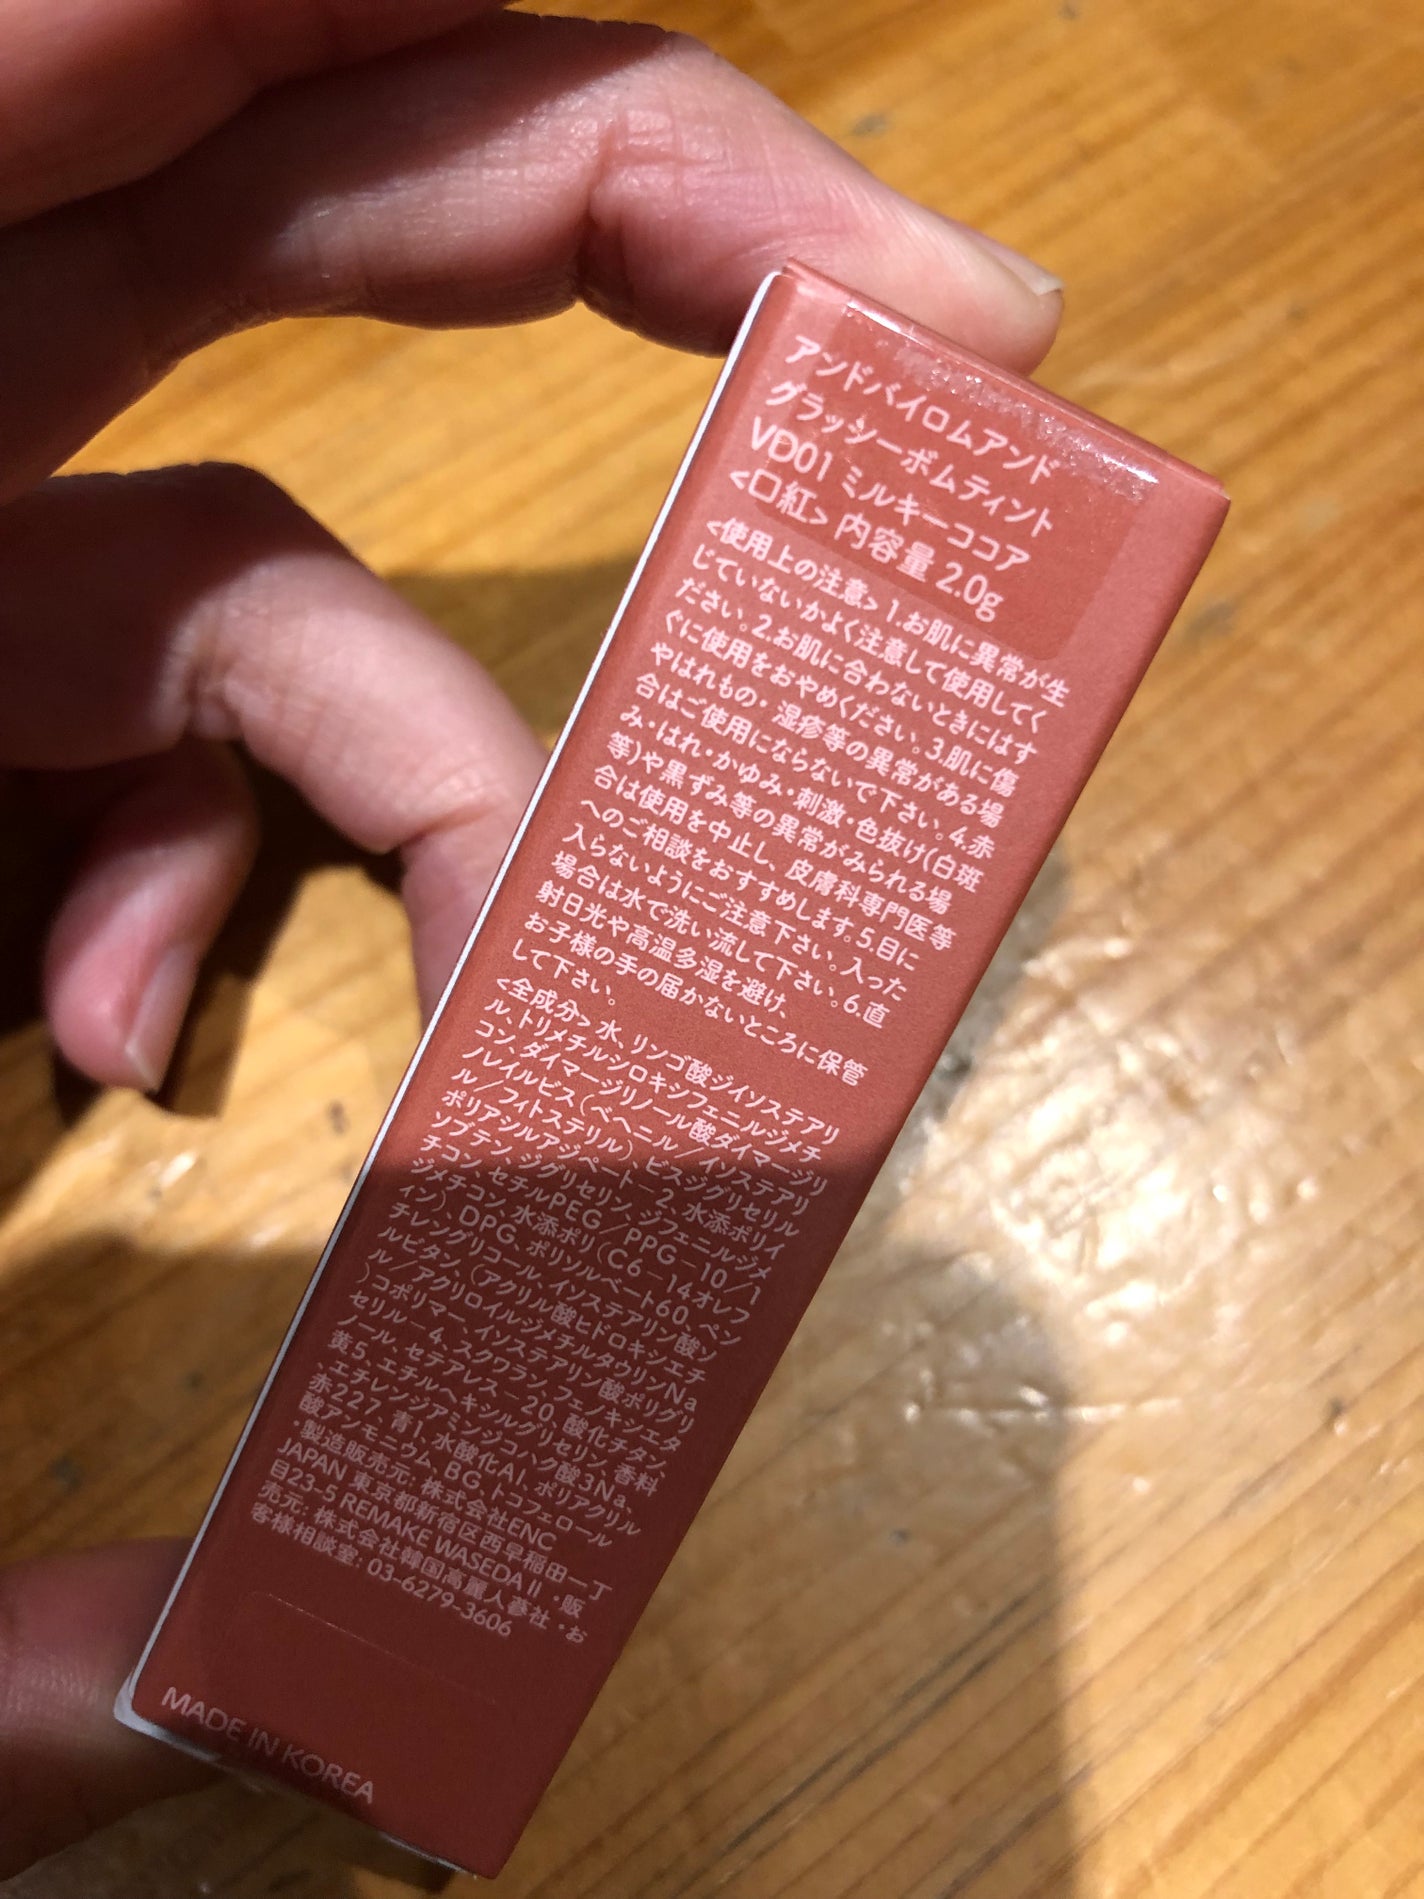 アンドバイロムアンド
グラッシーボムティント
VD01 ミルキーココア
<口紅> 内容量 2.0g
<使用上の注意> 1.お肌に異常が生
じていないかよく注意して使用してく
ださい。2.お肌に合わないときにはす
ぐに使用をおやめください。3.肌に傷
やはれもの・湿疹等の異常がある場
合はご使用にならないで下さい。4.赤
み・はれ・かゆみ・刺激・色抜け(白斑
等)や黒ずみ等の異常がみられる場
合は使用を中止し、皮膚科専門医等
へのご相談をおすすめします。5.目に
入らないようにご注意下さい。入った
場合は水で洗い流して下さい。6.直
射日光や高温多湿を避け、
お子様の手の届かないところに保管
して下さい。
<全成分> 水、リンゴ酸ジイソステアリ
ル、トリメチルシロキシフェニルジメチ
コン、ダイマージリノール酸ダイマージリ
ノレイルビス(ベヘニル/イソステアリ
ル/フィトステリル)、ビスジグリセリル
ポリアシルアジペート-2、水添ポリイ
ソブテン、ジグリセリン、ジフェニルジメ
チコン、セチルPEG/PPG-10/1
ジメチコン、水添ポリ(C6-14オレフ
ィン)、DPG、ポリソルベート60、ペン
チレングリコール、イソステアリン酸ソ
ルビタン、(アクリル酸ヒドロキシエチ
ル/アクリロイルジメチルタウリンNa
)コポリマー、イソステアリン酸ポリグリ
セリル-4、スクワラン、フェノキシエタ
ノール、セテアレス-20、酸化チタン、
黄5、エチルヘキシルグリセリン、香料
、エチレンジアミンジコハク酸3Na、
赤227、青1、水酸化Al、ポリアクリル
酸アンモニウム、BG、トコフェロール
・製造販売元: 株式会社ENC
JAPAN 東京都新宿区西早稲田一丁
目23-5 REMAKE WASEDA II ・販
売元: 株式会社韓国高麗人蔘社 ・お
客様相談室: 03-6279-3606
MADE IN KOREA